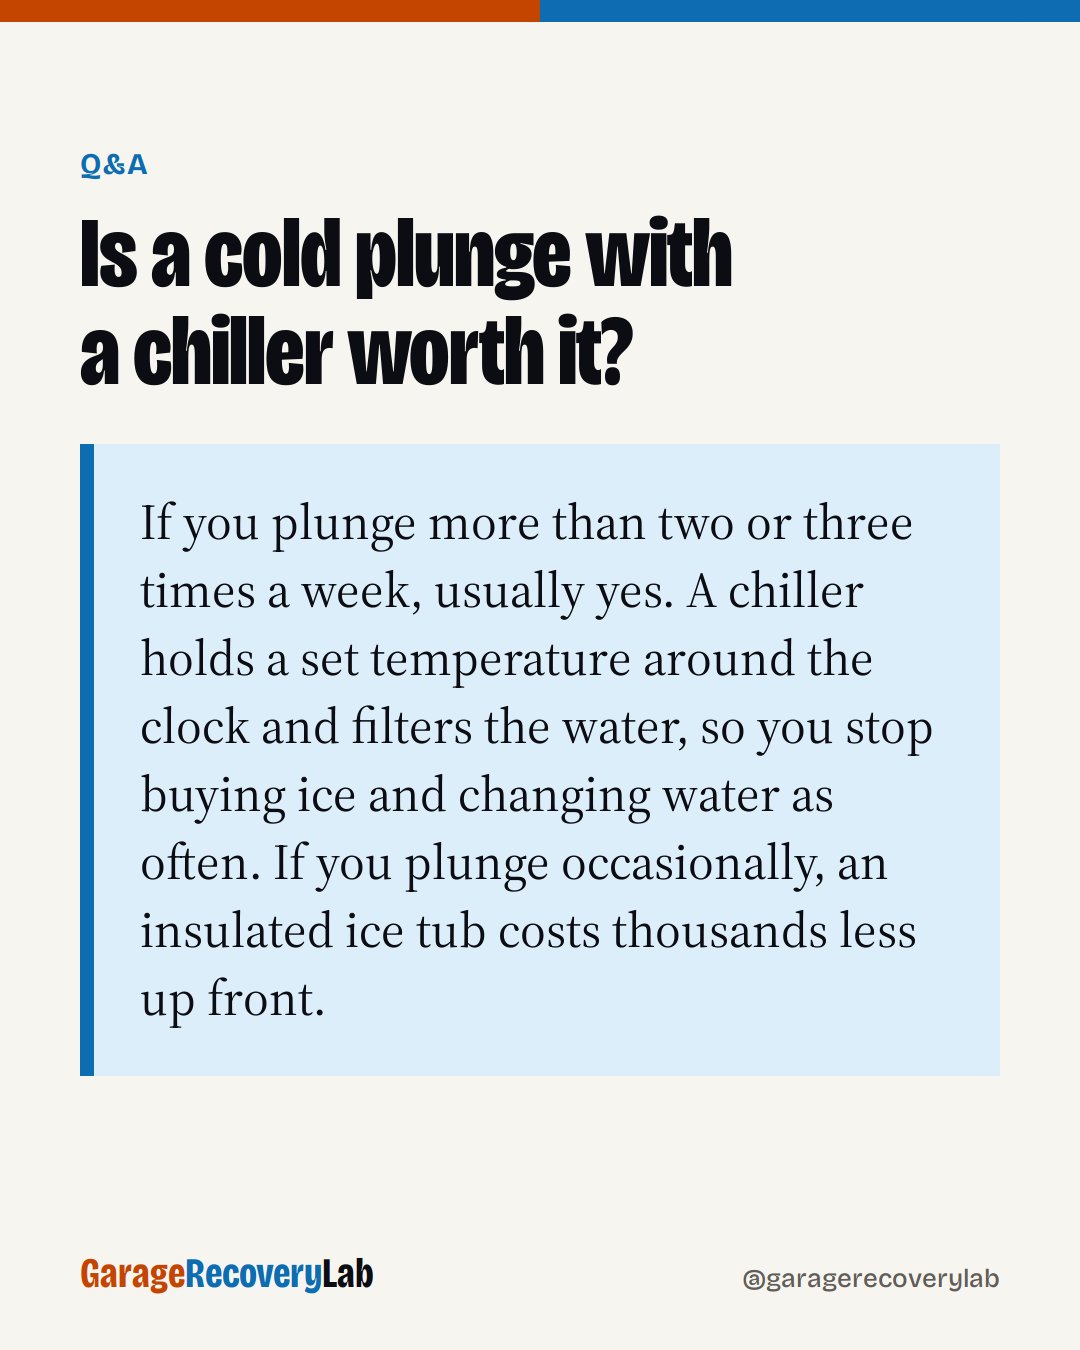 Q&A
Is a cold plunge with
a chiller worth it?
If you plunge more than two or three
times a week, usually yes. A chiller
holds a set temperature around the
clock and filters the water, so you stop
buying ice and changing water as
often. If you plunge occasionally, an
insulated ice tub costs thousands less
up front.
GarageRecoveryLab
@garagerecoverylab